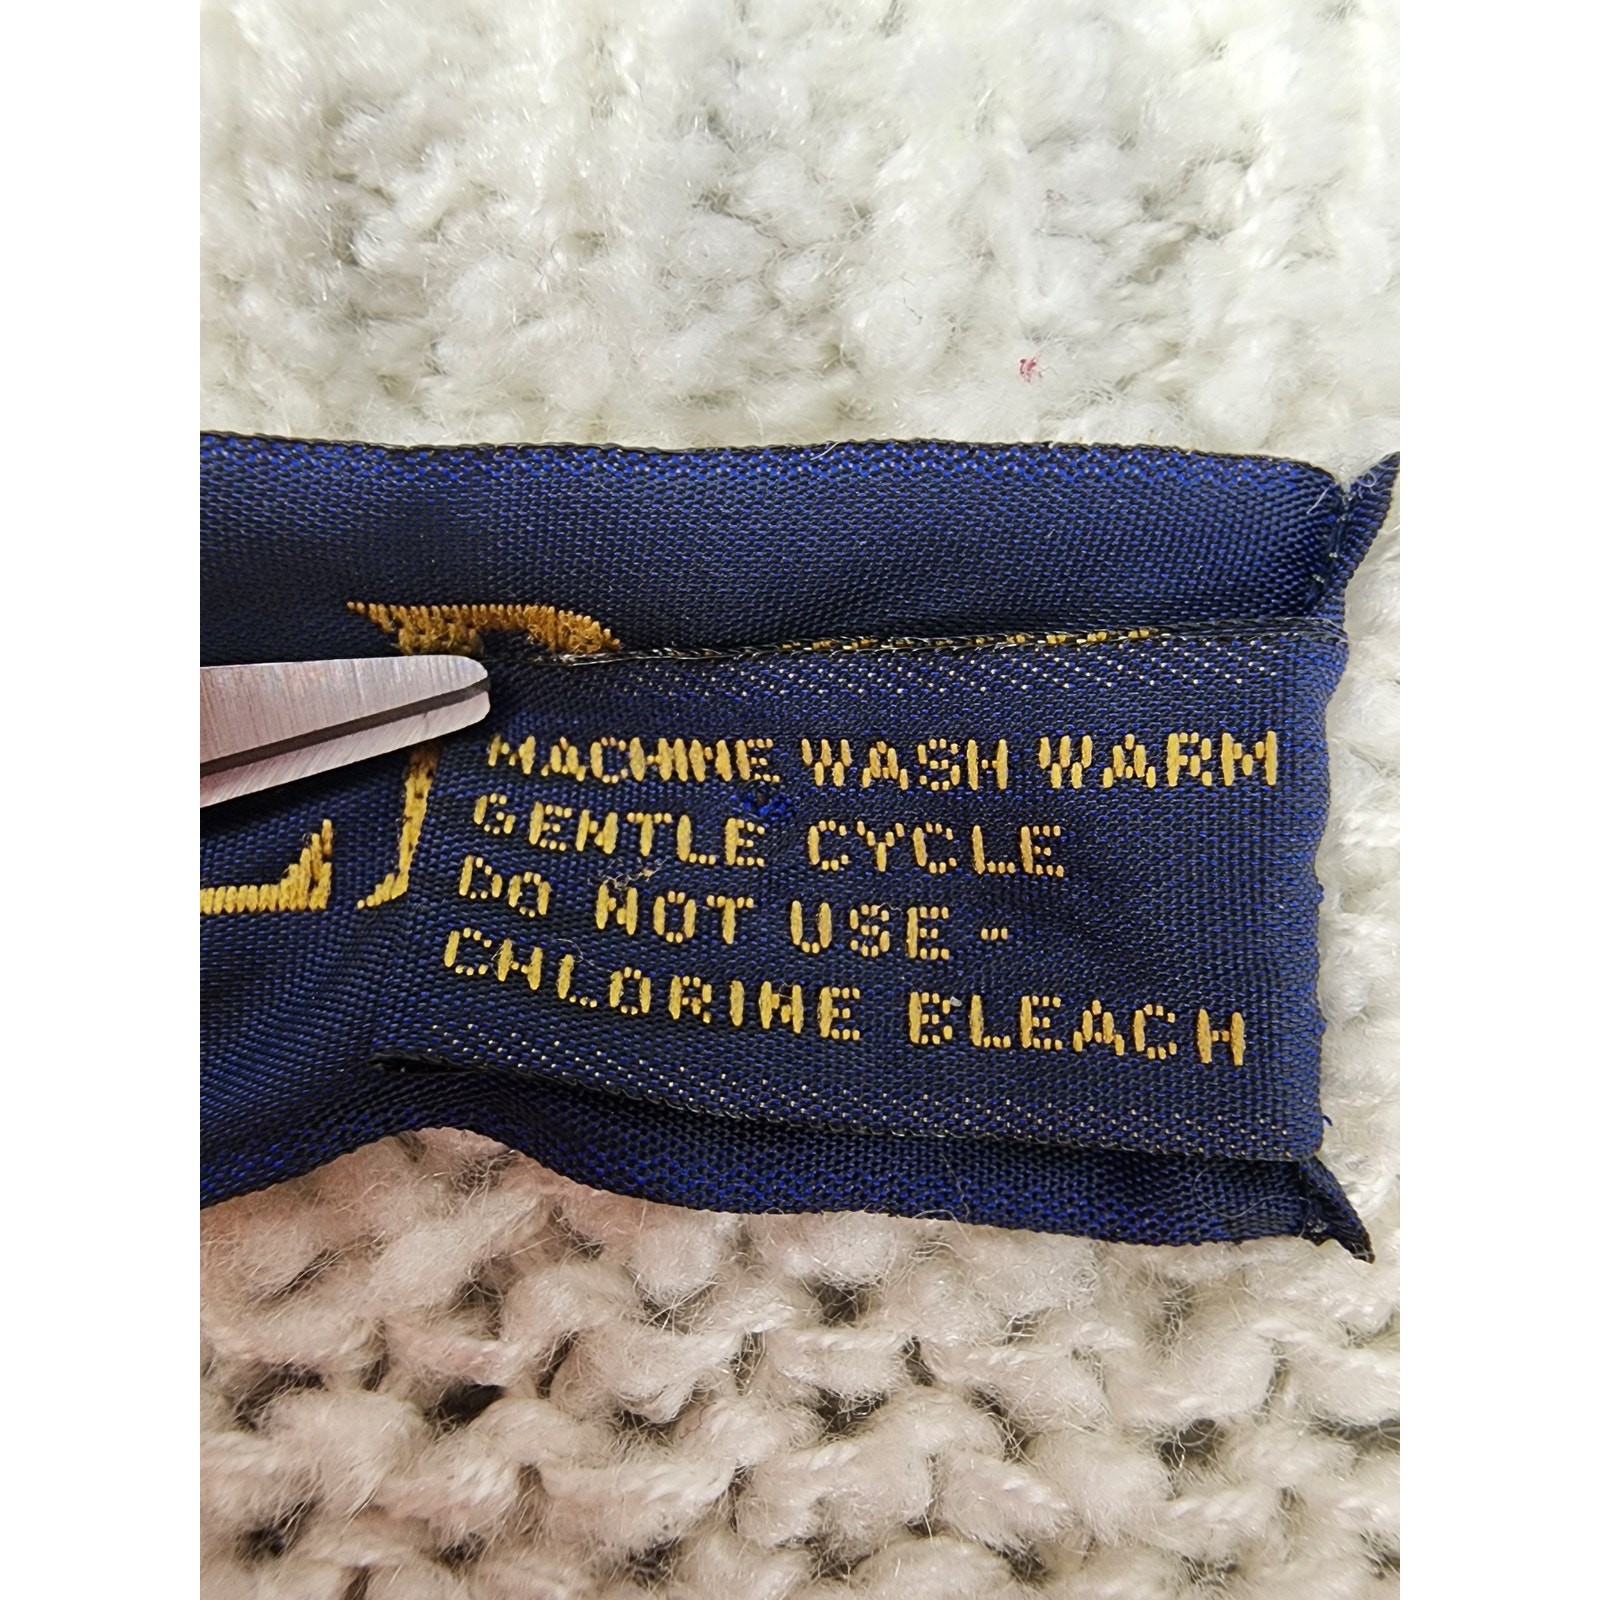 MACHINE WASH WARM
GENTLE CYCLE
DO NOT USE -
CHLORINE BLEACH